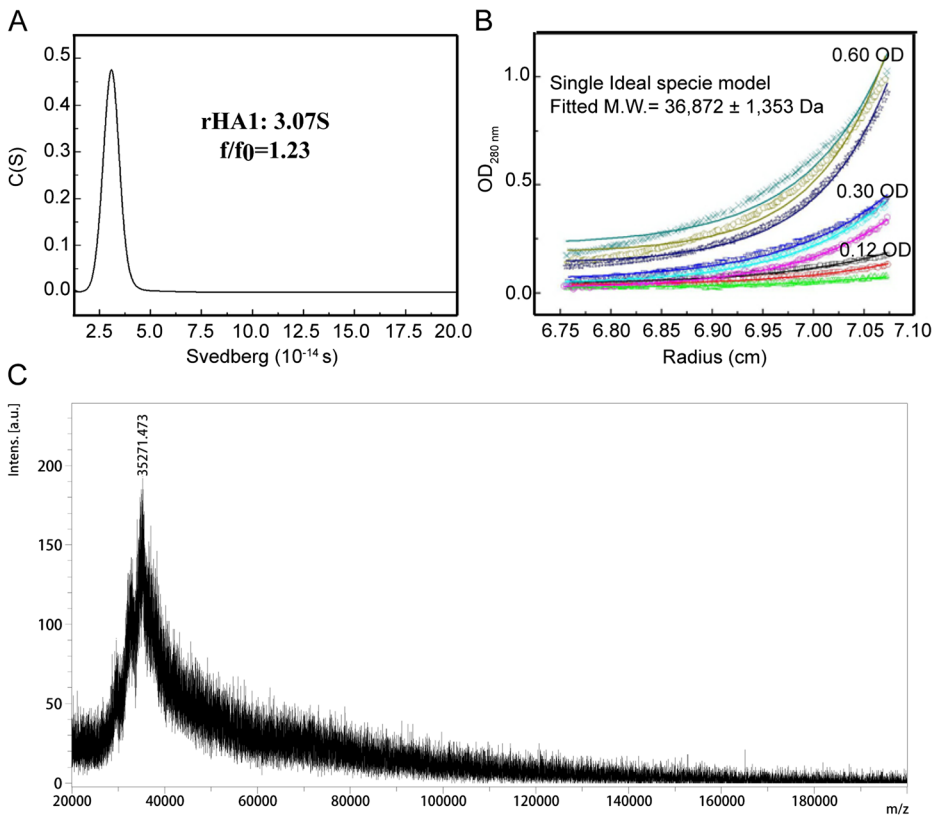 A
C(S)
0.5
0.4
0.3
0.2
0.1
0.0
rHA1: 3.07S
f/f0=1.23
2.5 5.0 7.5 10.0 12.5 15.0 17.5 20.0
Svedberg (10-14 s)
B
OD280 nm
1.0
0.5
0.0
Single Ideal specie model
Fitted M.W.= 36,872 ± 1,353 Da
0.60 OD
0.30 OD
0.12 OD
6.75 6.80 6.85 6.90 6.95 7.00 7.05 7.10
Radius (cm)
C
Intens. [a.u.]
35271.473
200
150
100
50
0
20000 40000 60000 80000 100000 120000 140000 160000 180000
m/z